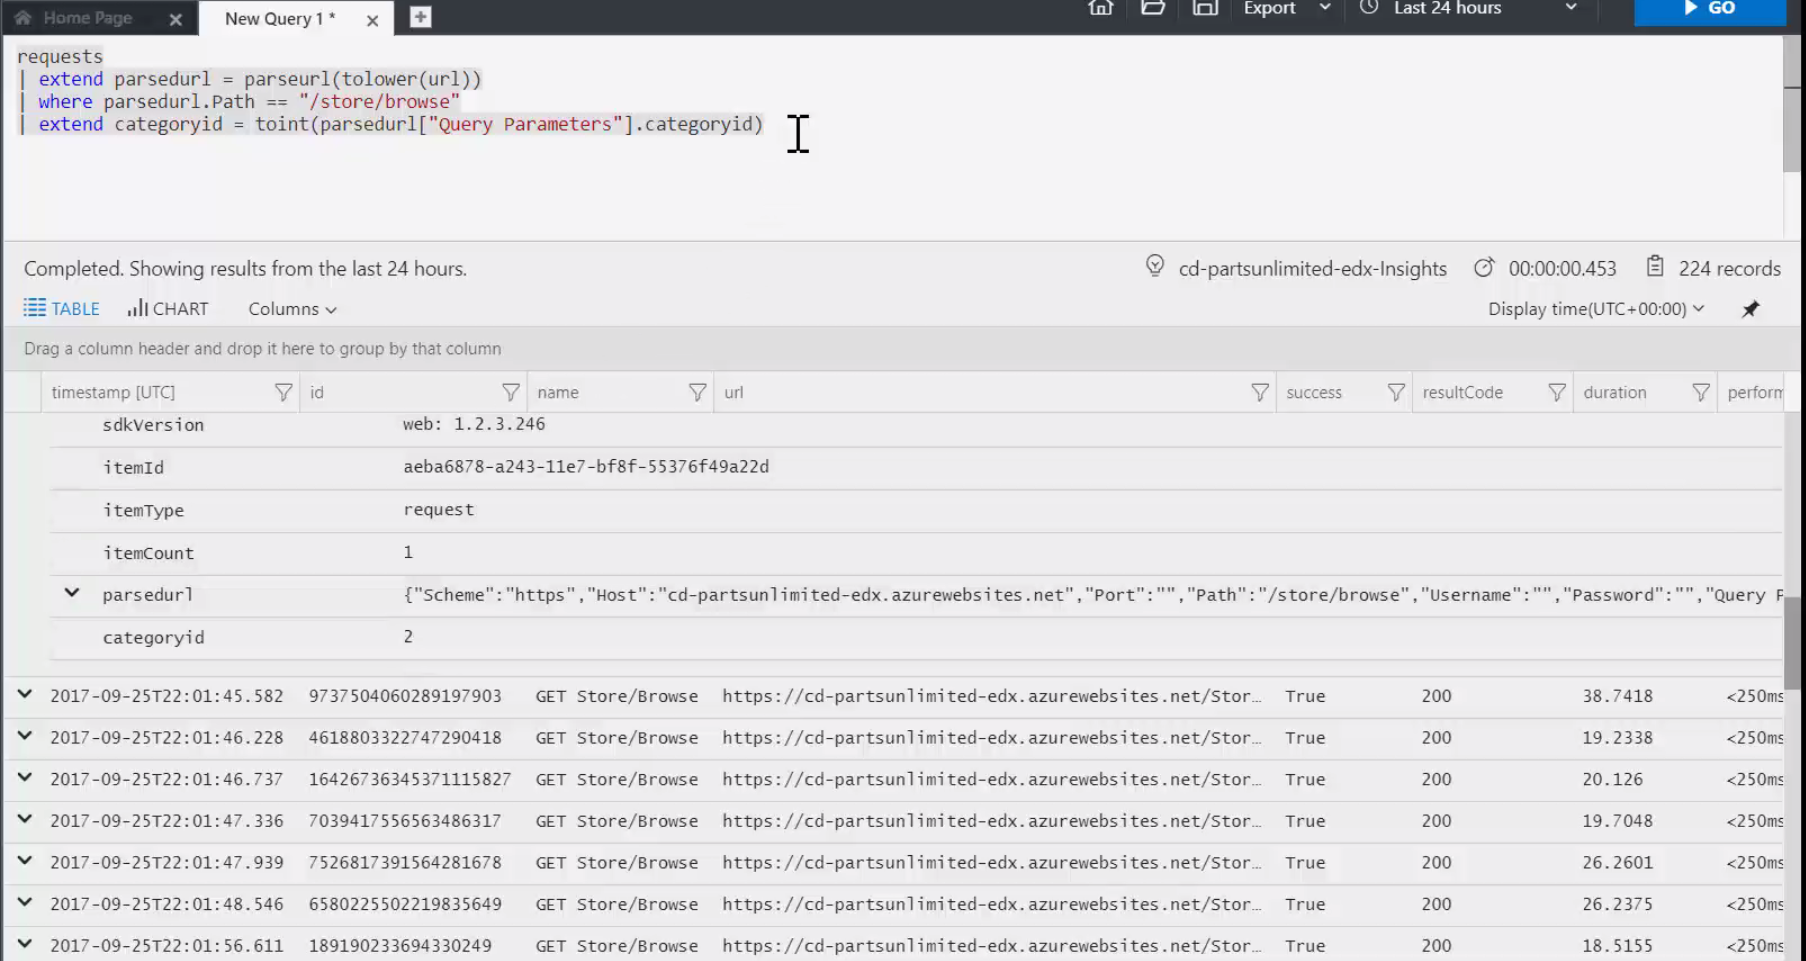 Home Page New Query 1 * Export Last 24 hours GO
requests
| extend parsedurl = parseurl(tolower(url))
| where parsedurl.Path == "/store/browse"
| extend categoryid = toint(parsedurl["Query Parameters"].categoryid)
Completed. Showing results from the last 24 hours. cd-partsunlimited-edx-Insights 00:00:00.453 224 records
TABLE CHART Columns Display time(UTC+00:00)
Drag a column header and drop it here to group by that column
timestamp [UTC] id name url success resultCode duration perform
sdkVersion web: 1.2.3.246
itemId aeba6878-a243-11e7-bf8f-55376f49a22d
itemType request
itemCount 1
parsedurl {"Scheme":"https","Host":"cd-partsunlimited-edx.azurewebsites.net","Port":"","Path":"/store/browse","Username":"","Password":"","Query P
categoryid 2
2017-09-25T22:01:45.582 9737504060289197903 GET Store/Browse https://cd-partsunlimited-edx.azurewebsites.net/Stor... True 200 38.7418 <250ms
2017-09-25T22:01:46.228 4618803322747290418 GET Store/Browse https://cd-partsunlimited-edx.azurewebsites.net/Stor... True 200 19.2338 <250ms
2017-09-25T22:01:46.737 16426736345371115827 GET Store/Browse https://cd-partsunlimited-edx.azurewebsites.net/Stor... True 200 20.126 <250ms
2017-09-25T22:01:47.336 7039417556563486317 GET Store/Browse https://cd-partsunlimited-edx.azurewebsites.net/Stor... True 200 19.7048 <250ms
2017-09-25T22:01:47.939 7526817391564281678 GET Store/Browse https://cd-partsunlimited-edx.azurewebsites.net/Stor... True 200 26.2601 <250ms
2017-09-25T22:01:48.546 6580225502219835649 GET Store/Browse https://cd-partsunlimited-edx.azurewebsites.net/Stor... True 200 26.2375 <250ms
2017-09-25T22:01:56.611 189190233694330249 GET Store/Browse https://cd-partsunlimited-edx.azurewebsites.net/Stor... True 200 18.5155 <250ms